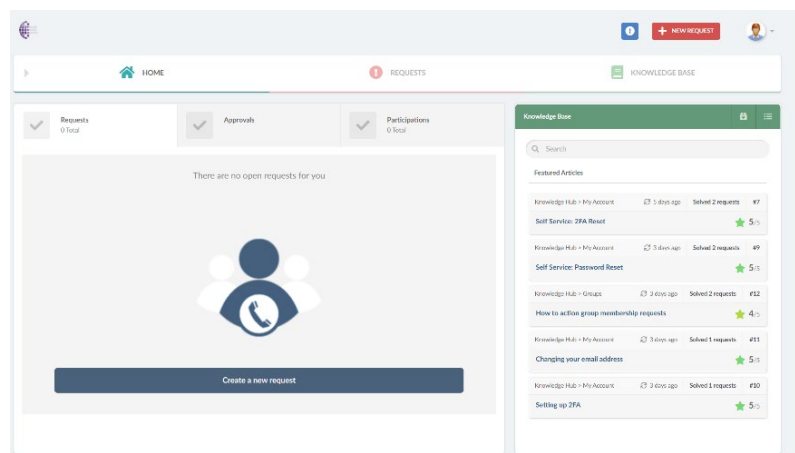 NEW REQUEST
HOME
REQUESTS
KNOWLEDGE BASE
Requests
0 Total
Approvals
Participations
0 Total
There are no open requests for you
Create a new request
Knowledge Base
Search
Featured Articles
Knowledge Hub > My Account 5 days ago Solved 2 requests #7
Self Service: 2FA Reset 5/5
Knowledge Hub > My Account 3 days ago Solved 2 requests #9
Self Service: Password Reset 5/5
Knowledge Hub > Groups 3 days ago Solved 2 requests #12
How to action group membership requests 4/5
Knowledge Hub > My Account 3 days ago Solved 1 requests #11
Changing your email address 5/5
Knowledge Hub > My Account 3 days ago Solved 1 requests #10
Setting up 2FA 5/5